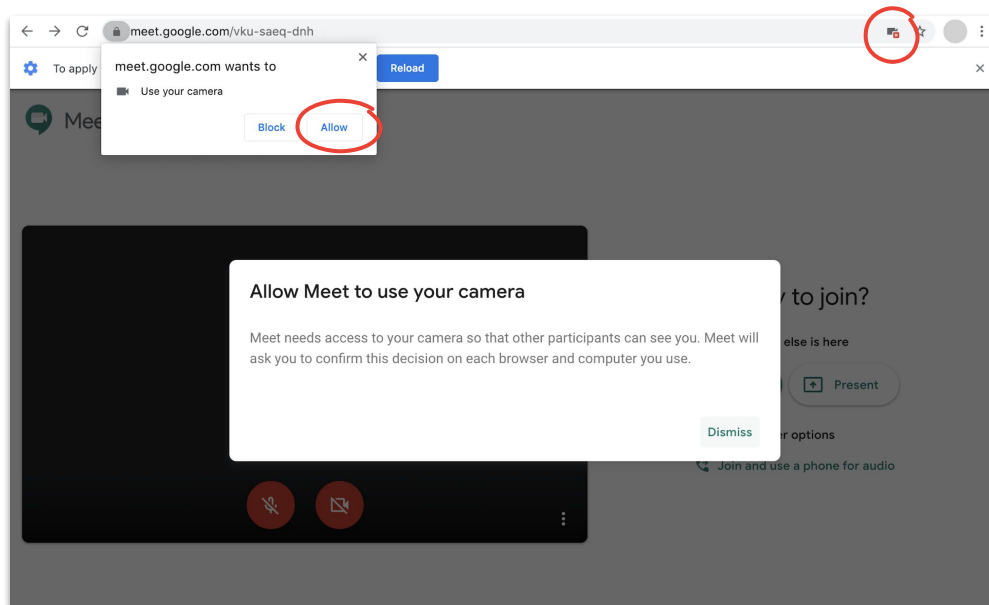 meet.google.com/vku-saeq-dnh
To apply
Reload
meet.google.com wants to
Use your camera
Block
Allow
Allow Meet to use your camera
Meet needs access to your camera so that other participants can see you. Meet will
ask you to confirm this decision on each browser and computer you use.
Dismiss
to join?
else is here
Present
options
Join and use a phone for audio